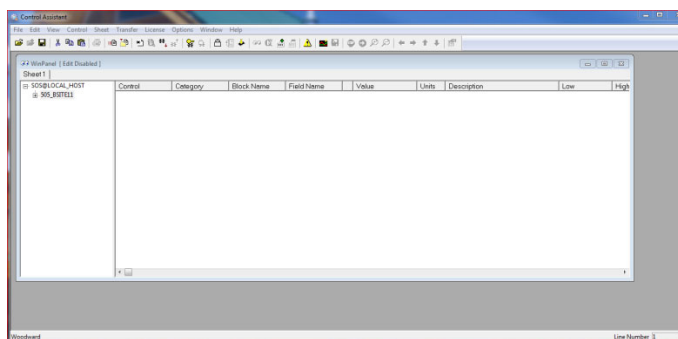 Control Assistant
File Edit View Control Sheet Transfer License Options Window Help
WinPanel [ Edit Disabled ]
Sheet1
SOS@LOCAL_HOST
505_BSITE11
Control Category Block Name Field Name Value Units Description Low High
Woodward
Line Number